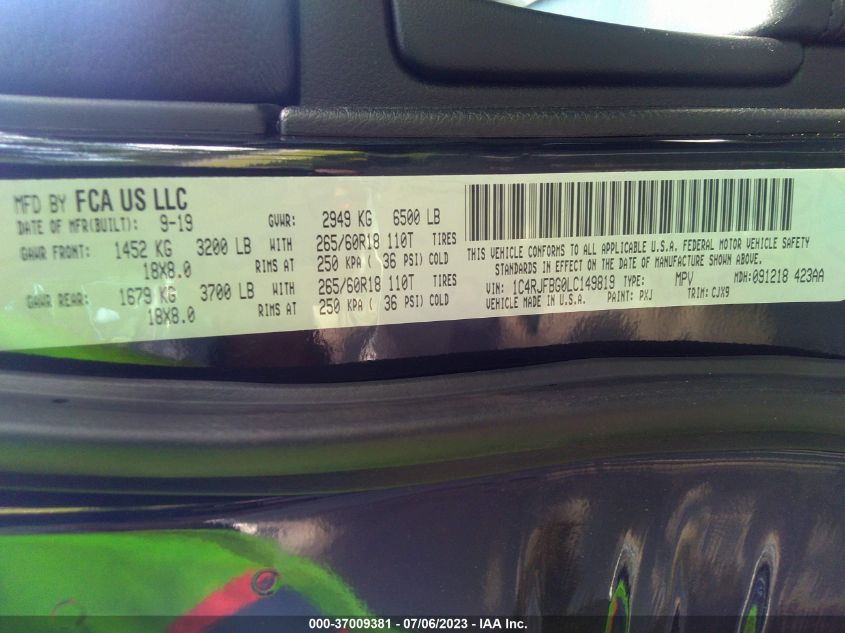 MFD BY FCA US LLC
DATE OF MFR(BUILT): 9-19 GVWR: 2949 KG 6500 LB
GAWR FRONT: 1452 KG 3200 LB WITH 265/60R18 110T TIRES
18X8.0 RIMS AT 250 KPA ( 36 PSI) COLD
GAWR REAR: 1679 KG 3700 LB WITH 265/60R18 110T TIRES
18X8.0 RIMS AT 250 KPA ( 36 PSI) COLD
THIS VEHICLE CONFORMS TO ALL APPLICABLE U.S.A. FEDERAL MOTOR VEHICLE SAFETY
STANDARDS IN EFFECT ON THE DATE OF MANUFACTURE SHOWN ABOVE.
VIN: 1C4RJFBG0LC149819 TYPE: MPV MDH: 091218 423AA
VEHICLE MADE IN U.S.A. PAINT: PXJ TRIM: CJX9
000-37009381 - 07/06/2023 - IAA Inc.